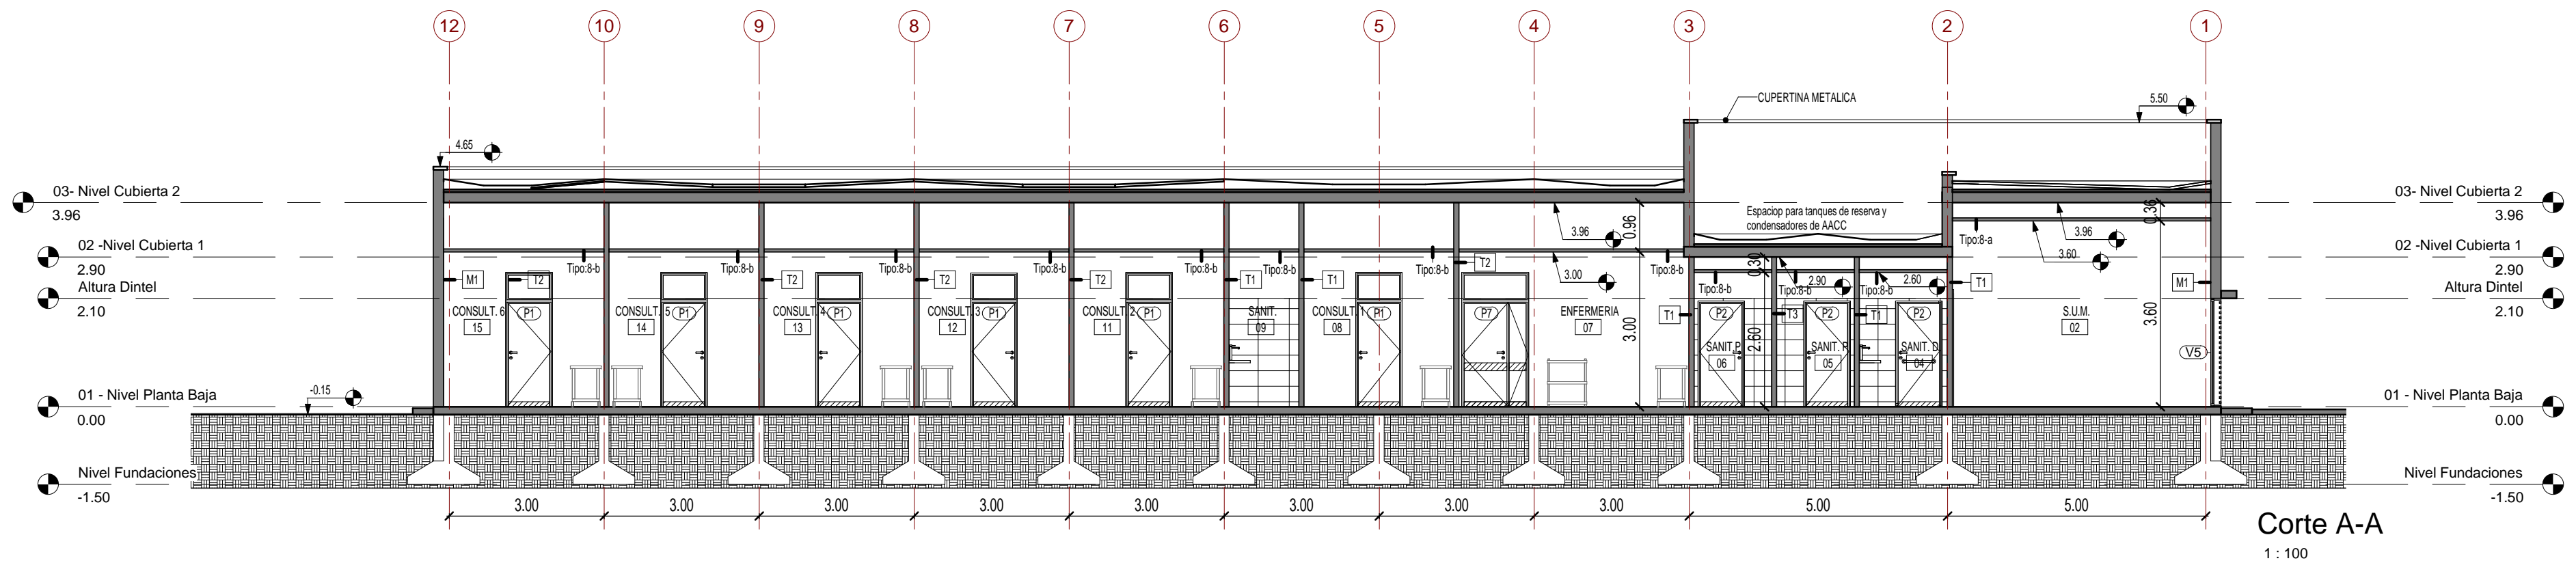 12
10
9
8
7
6
5
4
3
2
1
CUPERTINA METALICA
5.50
4.65
03- Nivel Cubierta 2
3.96
02 -Nivel Cubierta 1
2.90
Altura Dintel
2.10
01 - Nivel Planta Baja
0.00
Nivel Fundaciones
-1.50
-0.15
03- Nivel Cubierta 2
3.96
02 -Nivel Cubierta 1
2.90
Altura Dintel
2.10
01 - Nivel Planta Baja
0.00
Nivel Fundaciones
-1.50
Espaciop para tanques de reserva y
condensadores de AACC
3.96
0.96
3.00
3.00
0.30
2.90
2.60
2.60
0.36
3.96
3.60
3.60
Tipo:8-b
Tipo:8-b
Tipo:8-b
Tipo:8-b
Tipo:8-b
Tipo:8-b
Tipo:8-b
Tipo:8-b
Tipo:8-b
Tipo:8-b
Tipo:8-b
Tipo:8-a
M1
T2
T2
T2
T2
T1
T1
T2
T1
T3
T1
T1
M1
CONSULT. 6
15
P1
CONSULT. 5
14
P1
CONSULT. 4
13
P1
CONSULT. 3
12
P1
CONSULT. 2
11
P1
SANIT.
09
CONSULT. 1
08
P1
P7
ENFERMERIA
07
P2
SANIT.P.
06
P2
SANIT. P.
05
P2
SANIT. D.
04
S.U.M.
02
V5
3.00
3.00
3.00
3.00
3.00
3.00
3.00
3.00
5.00
5.00
Corte A-A
1 : 100